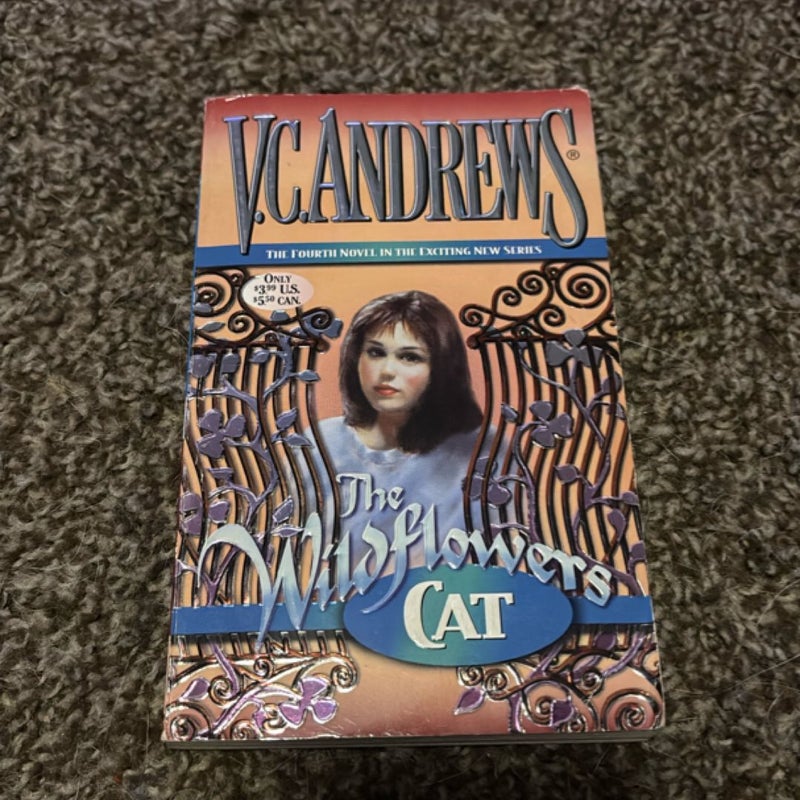 V.C. ANDREWS®
THE FOURTH NOVEL IN THE EXCITING NEW SERIES
ONLY
$3.99 U.S.
$5.50 CAN.
The
Wildflowers
CAT